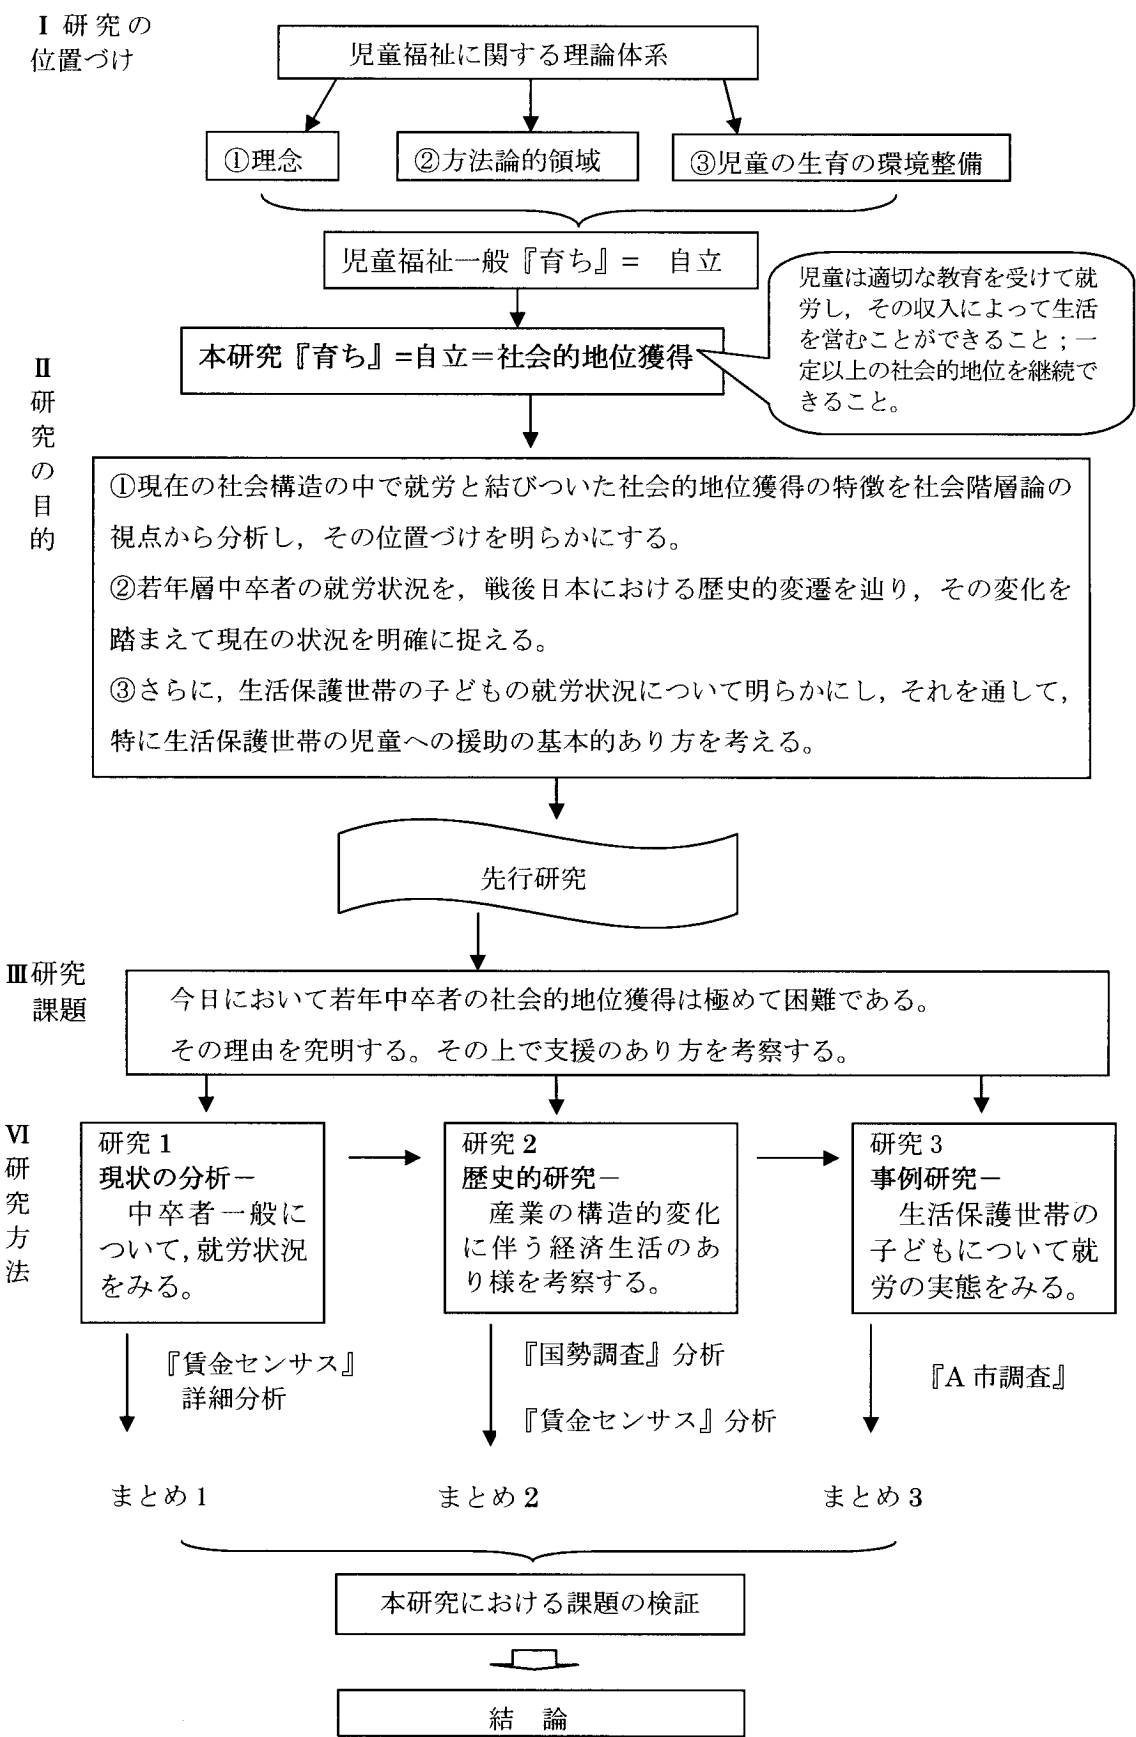 Ⅰ 研究の
位置づけ
児童福祉に関する理論体系
①理念
②方法論的領域
③児童の生育の環境整備
児童福祉一般『育ち』=　自立
児童は適切な教育を受けて就
労し，その収入によって生活
を営むことができること；一
定以上の社会的地位を継続で
きること。
本研究『育ち』=自立＝社会的地位獲得
Ⅱ
研
究
の
目
的
①現在の社会構造の中で就労と結びついた社会的地位獲得の特徴を社会階層論の
視点から分析し，その位置づけを明らかにする。
②若年層中卒者の就労状況を，戦後日本における歴史的変遷を辿り，その変化を
踏まえて現在の状況を明確に捉える。
③さらに，生活保護世帯の子どもの就労状況について明らかにし，それを通して，
特に生活保護世帯の児童への援助の基本的あり方を考える。
先行研究
Ⅲ研究
課題
今日において若年中卒者の社会的地位獲得は極めて困難である。
その理由を究明する。その上で支援のあり方を考察する。
Ⅵ
研
究
方
法
研究 1
現状の分析－
中卒者一般に
ついて，就労状況
をみる。
研究 2
歴史的研究－
産業の構造的変化
に伴う経済生活のあ
り様を考察する。
研究 3
事例研究－
生活保護世帯の
子どもについて就
労の実態をみる。
『賃金センサス』
詳細分析
『国勢調査』分析
『賃金センサス』分析
『A 市調査』
まとめ 1
まとめ 2
まとめ 3
本研究における課題の検証
結　論